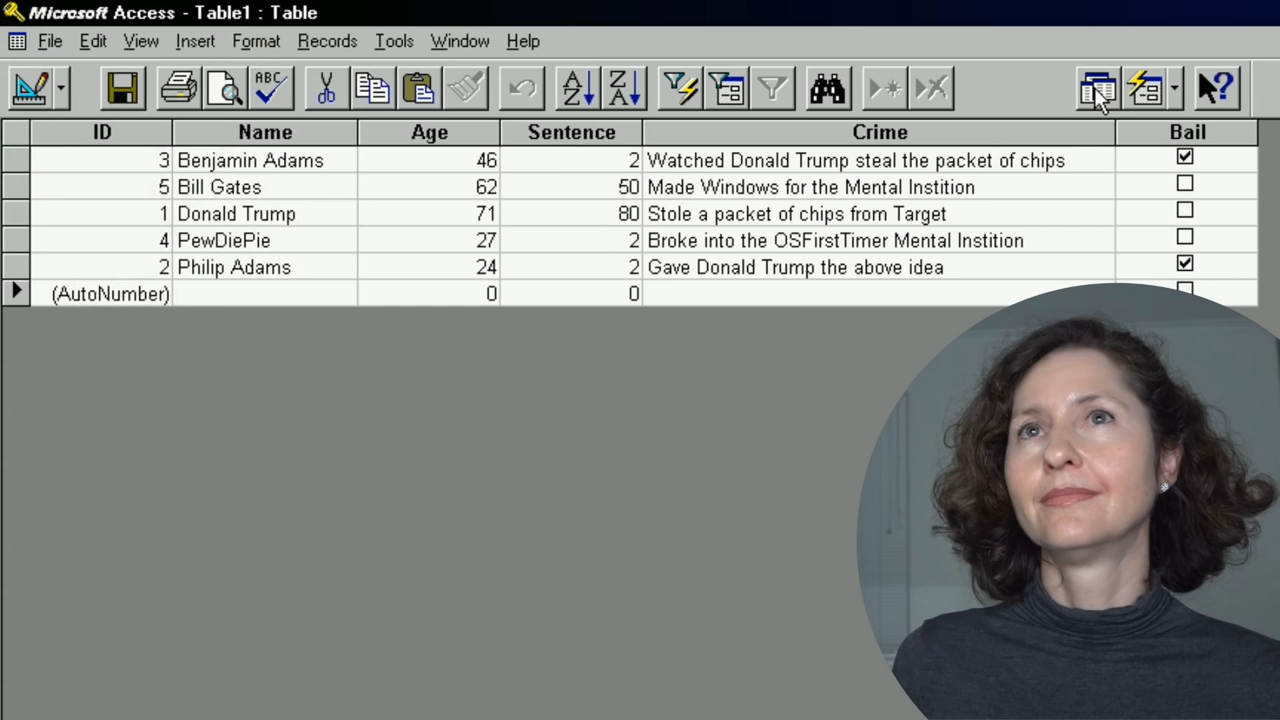 Microsoft Access - Table1 : Table
File Edit View Insert Format Records Tools Window Help
ABC A Z Z A ?
ID Name Age Sentence Crime Bail
3 Benjamin Adams 46 2 Watched Donald Trump steal the packet of chips
5 Bill Gates 62 50 Made Windows for the Mental Instition
1 Donald Trump 71 80 Stole a packet of chips from Target
4 PewDiePie 27 2 Broke into the OSFirstTimer Mental Instition
2 Philip Adams 24 2 Gave Donald Trump the above idea
(AutoNumber) 0 0